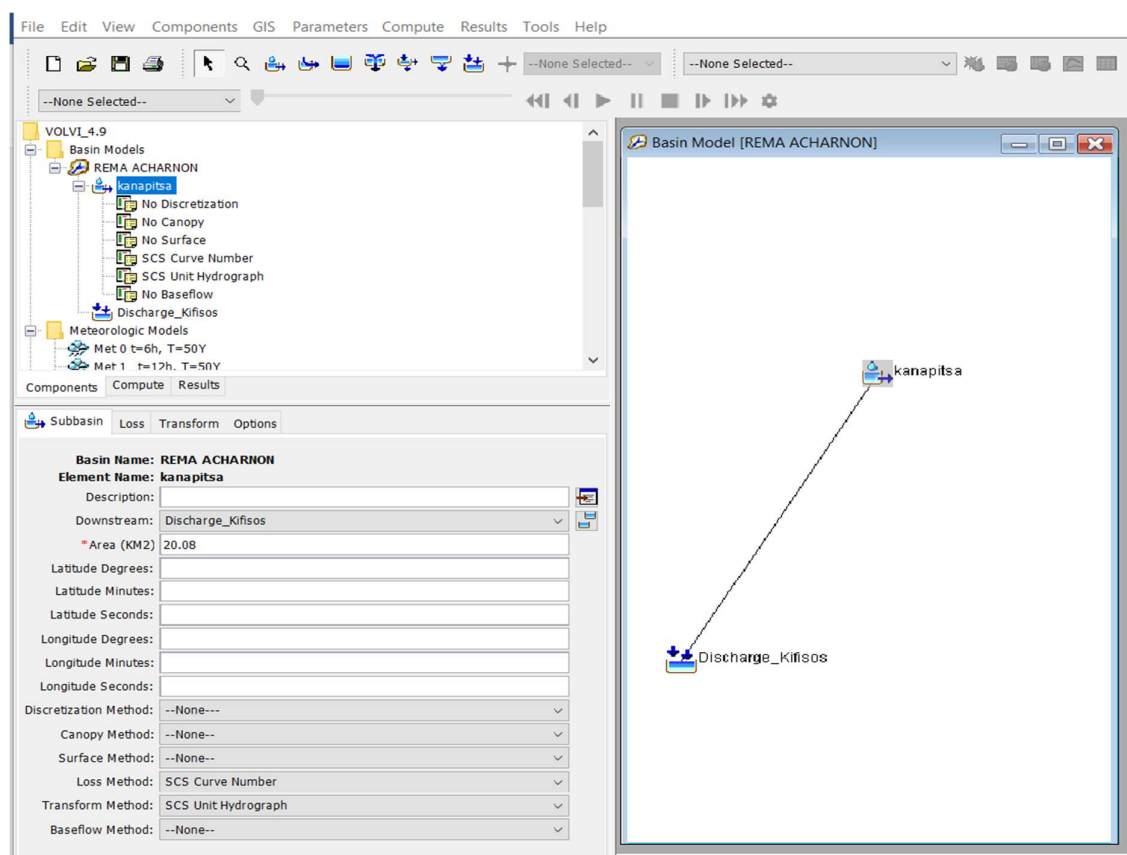 File Edit View Components GIS Parameters Compute Results Tools Help
--None Selected-- --None Selected--
--None Selected--
VOLVI_4.9
Basin Models
REMA ACHARNON
kanapitsa
No Discretization
No Canopy
No Surface
SCS Curve Number
SCS Unit Hydrograph
No Baseflow
Discharge_Kifisos
Meteorologic Models
Met 0 t=6h, T=50Y
Met 1 t=12h, T=50Y
Components Compute Results
Subbasin Loss Transform Options
Basin Name: REMA ACHARNON
Element Name: kanapitsa
Description:
Downstream: Discharge_Kifisos
*Area (KM2) 20.08
Latitude Degrees:
Latitude Minutes:
Latitude Seconds:
Longitude Degrees:
Longitude Minutes:
Longitude Seconds:
Discretization Method: --None---
Canopy Method: --None--
Surface Method: --None--
Loss Method: SCS Curve Number
Transform Method: SCS Unit Hydrograph
Baseflow Method: --None--
Basin Model [REMA ACHARNON]
kanapitsa
Discharge_Kifisos